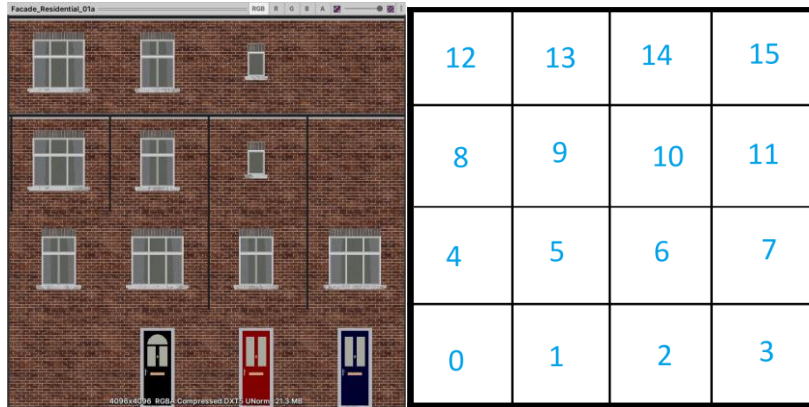 Facade_Residential_01a
RGB R G B A
12 13 14 15
8 9 10 11
4 5 6 7
0 1 2 3
4096x4096 RGBA Compressed DXT5 UNorm 21.3 MB